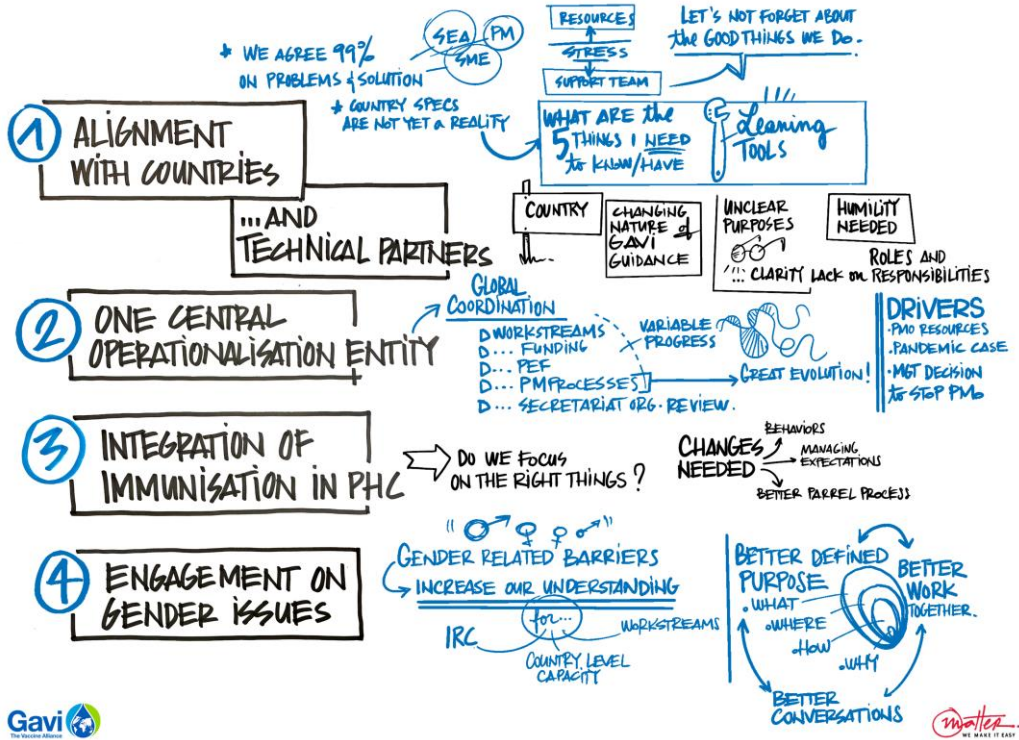 * WE AGREE 99%
ON PROBLEMS & SOLUTION
SEA
PM
SME
* COUNTRY SPECS
ARE NOT YET A REALITY
RESOURCES
STRESS
SUPPORT TEAM
LET'S NOT FORGET ABOUT
the GOOD THINGS WE DO.
WHAT ARE the
5 THINGS I NEED
to KNOW/HAVE
Leaning
TOOLS
1 ALIGNMENT
WITH COUNTRIES
...AND
TECHNICAL PARTNERS
COUNTRY
CHANGING
NATURE of
GAVI
GUIDANCE
UNCLEAR
PURPOSES
HUMILITY
NEEDED
ROLES AND
CLARITY LACK ON RESPONSIBILITIES
2 ONE CENTRAL
OPERATIONALISATION ENTITY
GLOBAL
COORDINATION
D WORKSTREAMS
D... FUNDING
D... PEF
D... PM PROCESSES
D... SECRETARIAT ORG. REVIEW.
VARIABLE
PROGRESS
GREAT EVOLUTION!
DRIVERS
.PMO RESOURCES
.PANDEMIC CASE
.MGT DECISION
to STOP PMO
3 INTEGRATION OF
IMMUNISATION IN PHC
DO WE FOCUS
ON THE RIGHT THINGS?
CHANGES
NEEDED
BEHAVIORS
MANAGING
EXPECTATIONS
BETTER PARREL PROCESS
4 ENGAGEMENT ON
GENDER ISSUES
GENDER RELATED BARRIERS
INCREASE OUR UNDERSTANDING
for...
IRC
WORKSTREAMS
COUNTRY LEVEL
CAPACITY
BETTER DEFINED
PURPOSE
.WHAT
.WHERE
.HOW
.WHY
BETTER
WORK
TOGETHER.
BETTER
CONVERSATIONS
Gavi
The Vaccine Alliance
matter.
WE MAKE IT EASY